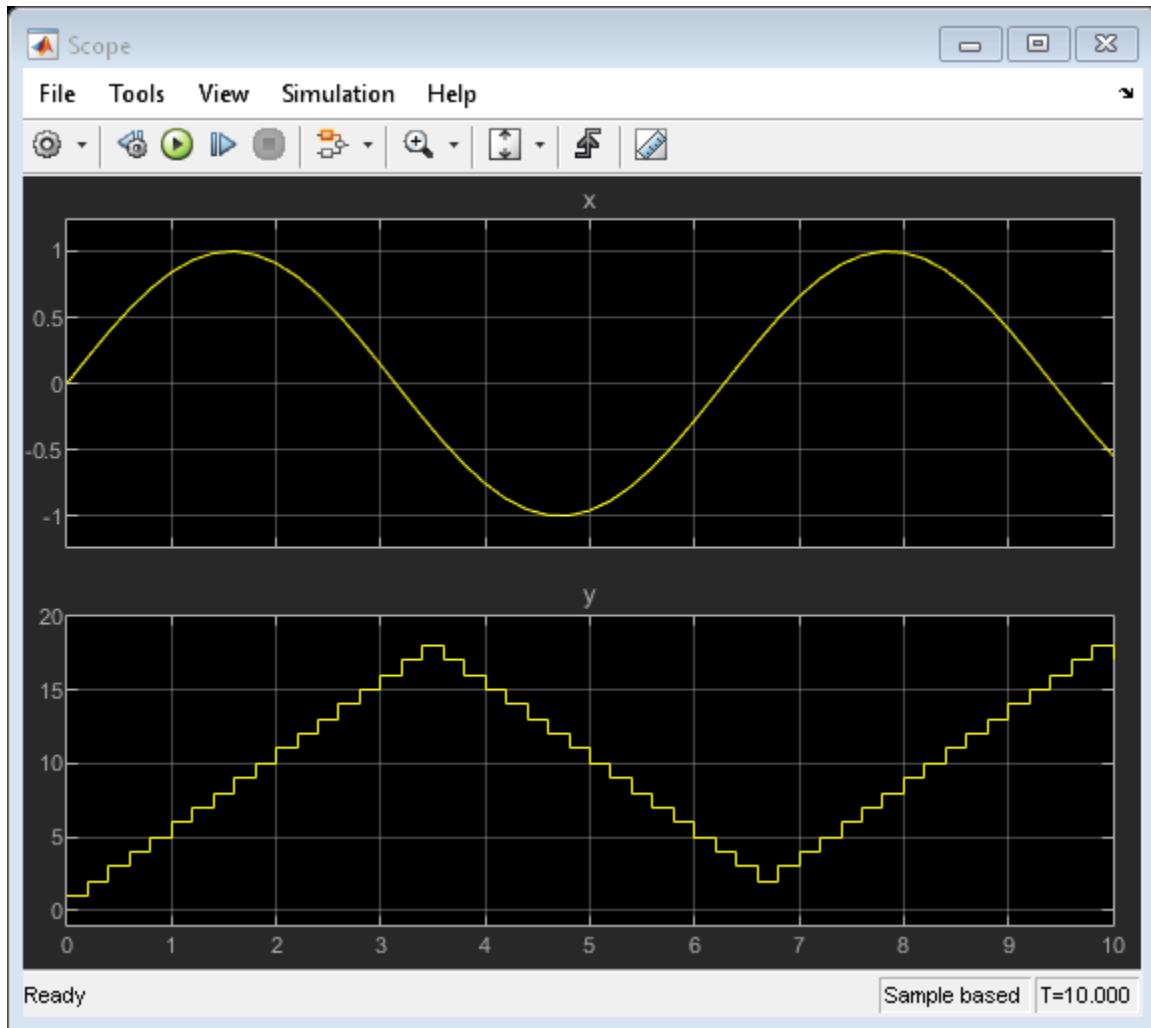 Scope
File Tools View Simulation Help
x
1
0.5
0
-0.5
-1
y
20
15
10
5
0
0 1 2 3 4 5 6 7 8 9 10
Ready Sample based T=10.000